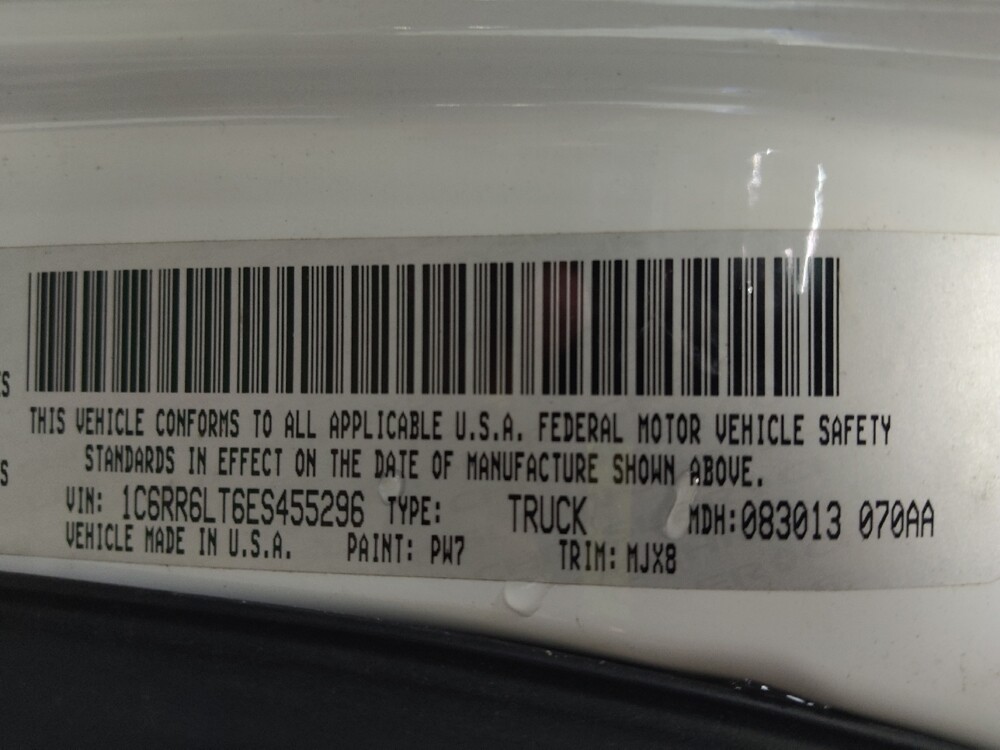 THIS VEHICLE CONFORMS TO ALL APPLICABLE U.S.A. FEDERAL MOTOR VEHICLE SAFETY
STANDARDS IN EFFECT ON THE DATE OF MANUFACTURE SHOWN ABOVE.
VIN: 1C6RR6LT6ES455296 TYPE: TRUCK MDH:083013 070AA
VEHICLE MADE IN U.S.A. PAINT: PW7 TRIM: MJX8